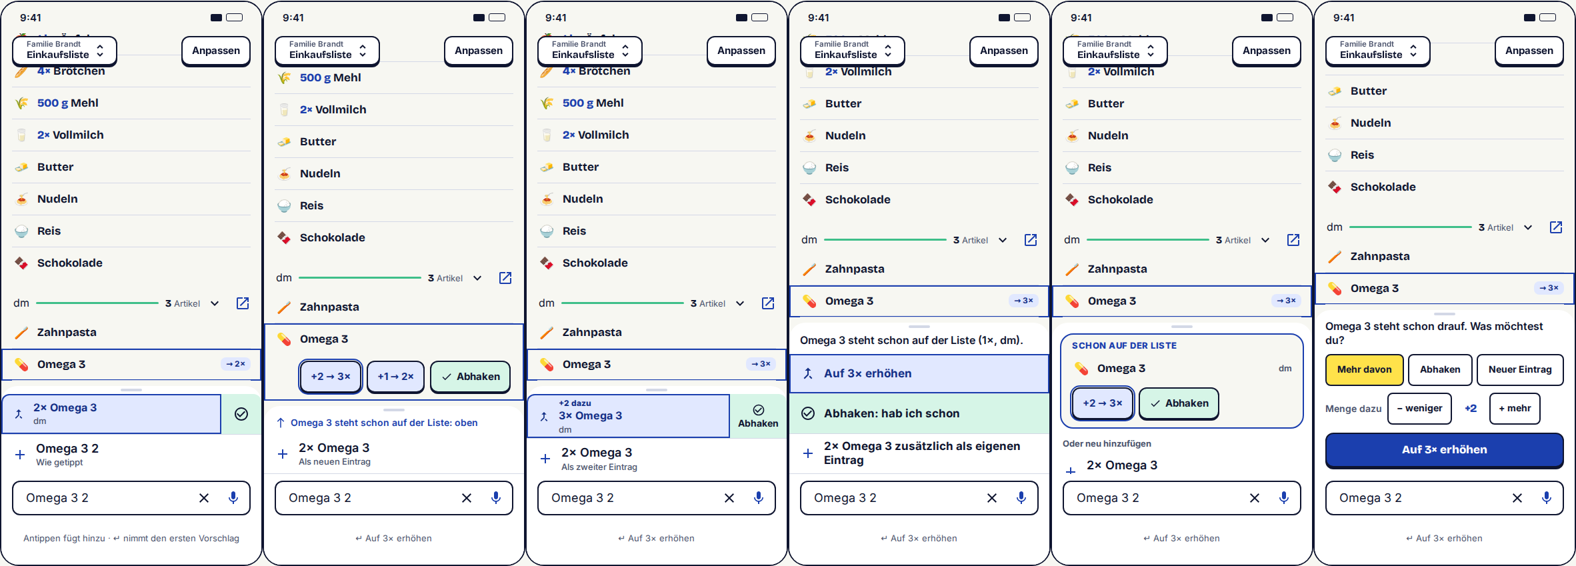 9:41
Familie Brandt
Einkaufsliste
Anpassen
4× Brötchen
500 g Mehl
2× Vollmilch
Butter
Nudeln
Reis
Schokolade
dm
3 Artikel
Zahnpasta
Omega 3
→ 2×
2× Omega 3
dm
Omega 3 2
Wie getippt
Omega 3 2
Antippen fügt hinzu · ↵ nimmt den ersten Vorschlag
9:41
Familie Brandt
Einkaufsliste
Anpassen
500 g Mehl
2× Vollmilch
Butter
Nudeln
Reis
Schokolade
dm
3 Artikel
Zahnpasta
Omega 3
+2 → 3×
+1 → 2×
✓ Abhaken
↑ Omega 3 steht schon auf der Liste: oben
+ 2× Omega 3
Als neuen Eintrag
Omega 3 2
↵ Auf 3× erhöhen
9:41
Familie Brandt
Einkaufsliste
Anpassen
4× Brötchen
500 g Mehl
2× Vollmilch
Butter
Nudeln
Reis
Schokolade
dm
3 Artikel
Zahnpasta
Omega 3
→ 3×
+2 dazu
3× Omega 3
dm
Abhaken
+ 2× Omega 3
Als zweiter Eintrag
Omega 3 2
↵ Auf 3× erhöhen
9:41
Familie Brandt
Einkaufsliste
Anpassen
2× Vollmilch
Butter
Nudeln
Reis
Schokolade
dm
3 Artikel
Zahnpasta
Omega 3
→ 3×
Omega 3 steht schon auf der Liste (1×, dm).
Auf 3× erhöhen
Abhaken: hab ich schon
+ 2× Omega 3 zusätzlich als eigenen
Eintrag
Omega 3 2
↵ Auf 3× erhöhen
9:41
Familie Brandt
Einkaufsliste
Anpassen
2× Vollmilch
Butter
Nudeln
Reis
Schokolade
dm
3 Artikel
Zahnpasta
Omega 3
→ 3×
SCHON AUF DER LISTE
Omega 3
dm
+2 → 3×
✓ Abhaken
Oder neu hinzufügen
+ 2× Omega 3
Omega 3 2
↵ Auf 3× erhöhen
9:41
Familie Brandt
Einkaufsliste
Anpassen
Butter
Nudeln
Reis
Schokolade
dm
3 Artikel
Zahnpasta
Omega 3
→ 3×
Omega 3 steht schon drauf. Was möchtest
du?
Mehr davon
Abhaken
Neuer Eintrag
Menge dazu
− weniger
+2
+ mehr
Auf 3× erhöhen
Omega 3 2
↵ Auf 3× erhöhen